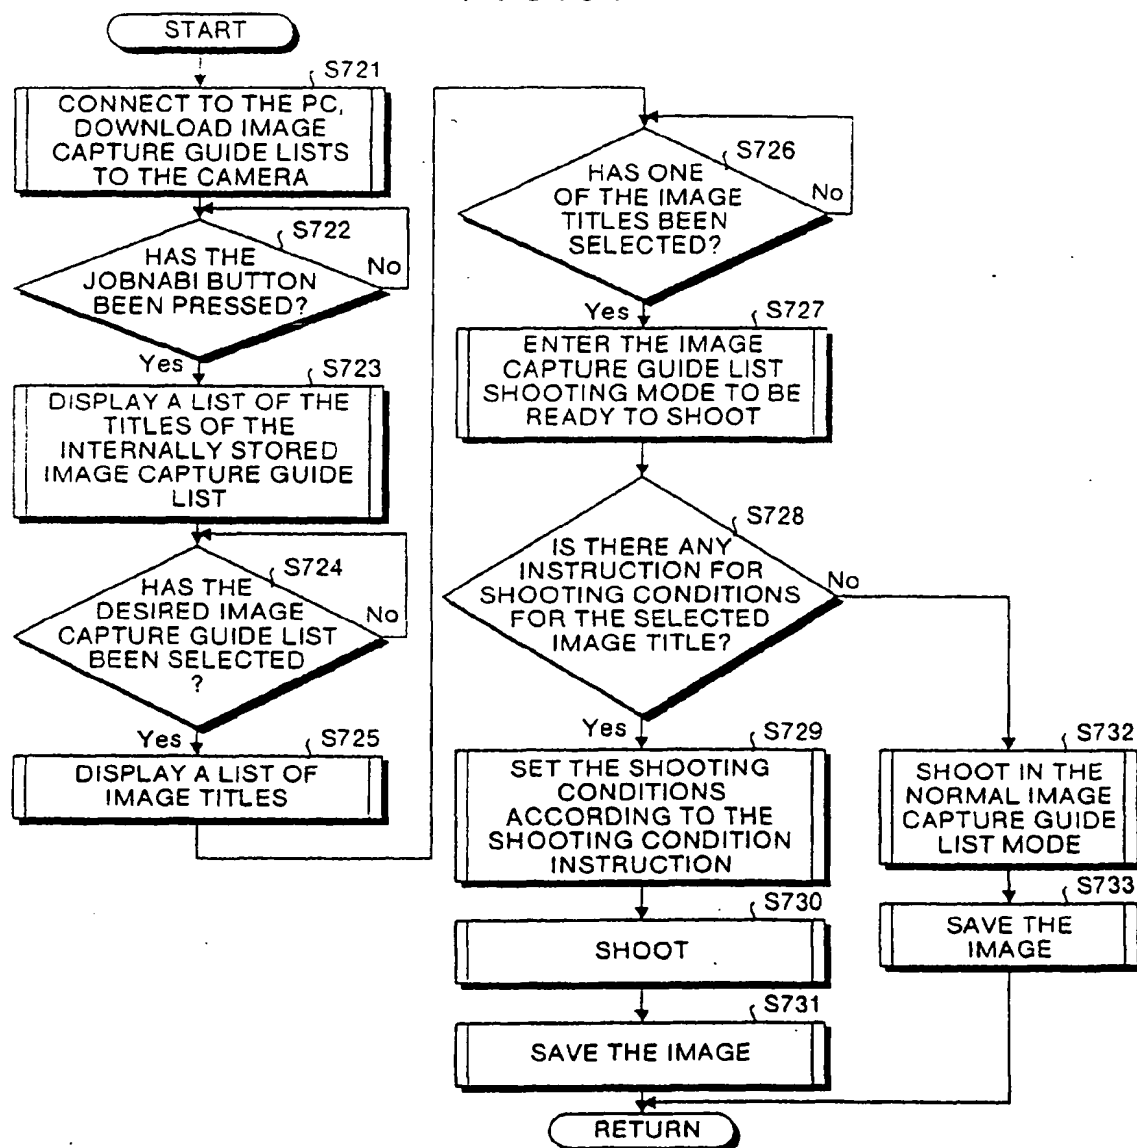 START
S721
CONNECT TO THE PC,
DOWNLOAD IMAGE
CAPTURE GUIDE LISTS
TO THE CAMERA
S722
HAS THE
JOBNABI BUTTON
BEEN PRESSED?
No
Yes
S723
DISPLAY A LIST OF THE
TITLES OF THE
INTERNALLY STORED
IMAGE CAPTURE GUIDE
LIST
S724
HAS THE
DESIRED IMAGE
CAPTURE GUIDE LIST
BEEN SELECTED
?
No
Yes
S725
DISPLAY A LIST OF
IMAGE TITLES
S726
HAS ONE
OF THE IMAGE
TITLES BEEN
SELECTED?
No
Yes
S727
ENTER THE IMAGE
CAPTURE GUIDE LIST
SHOOTING MODE TO BE
READY TO SHOOT
S728
IS THERE ANY
INSTRUCTION FOR
SHOOTING CONDITIONS
FOR THE SELECTED
IMAGE TITLE?
No
Yes
S729
SET THE SHOOTING
CONDITIONS
ACCORDING TO THE
SHOOTING CONDITION
INSTRUCTION
S730
SHOOT
S731
SAVE THE IMAGE
S732
SHOOT IN THE
NORMAL IMAGE
CAPTURE GUIDE
LIST MODE
S733
SAVE THE
IMAGE
RETURN